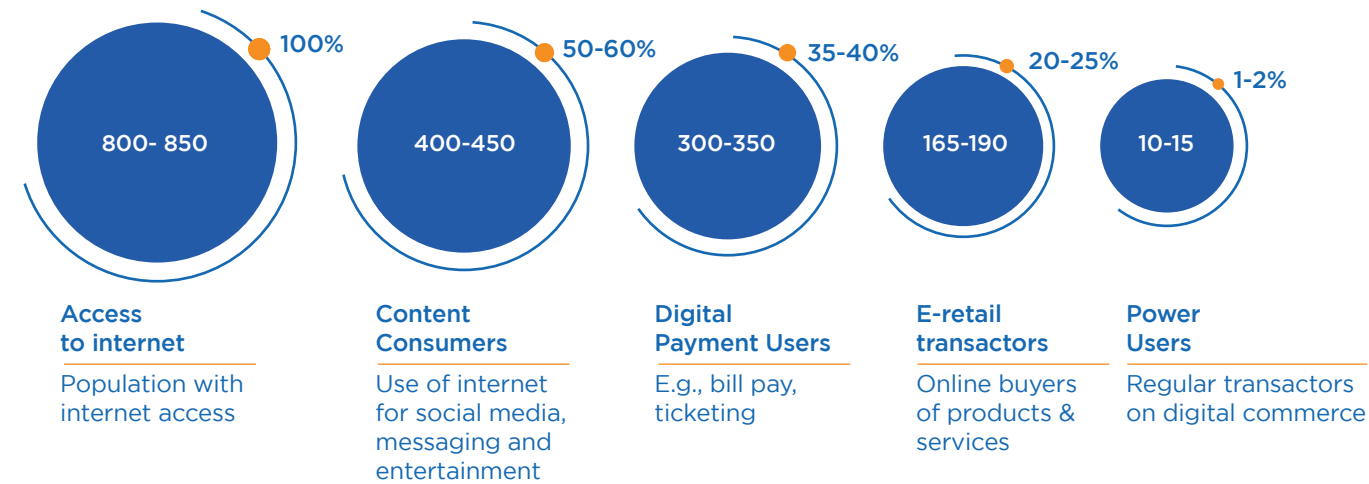 100%
50-60%
35-40%
20-25%
1-2%
800- 850
400-450
300-350
165-190
10-15
Access
to internet
Population with
internet access
Content
Consumers
Use of internet
for social media,
messaging and
entertainment
Digital
Payment Users
E.g., bill pay,
ticketing
E-retail
transactors
Online buyers
of products &
services
Power
Users
Regular transactors
on digital commerce